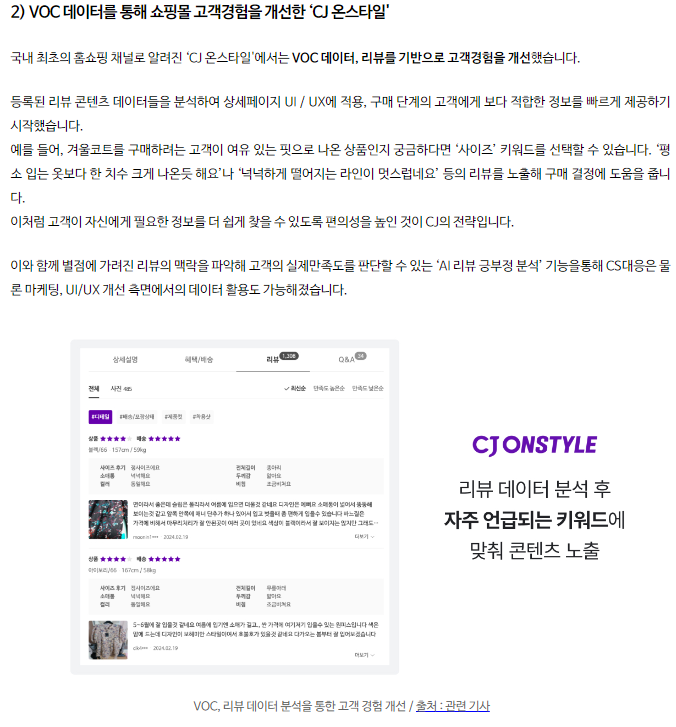 2) VOC 데이터를 통해 쇼핑몰 고객경험을 개선한 ‘CJ 온스타일'
국내 최초의 홈쇼핑 채널로 알려진 ‘CJ 온스타일’에서는 VOC 데이터, 리뷰를 기반으로 고객경험을 개선했습니다.
등록된 리뷰 콘텐츠 데이터들을 분석하여 상세페이지 UI / UX에 적용, 구매 단계의 고객에게 보다 적합한 정보를 빠르게 제공하기
시작했습니다.
예를 들어, 겨울코트를 구매하려는 고객이 여유 있는 핏으로 나온 상품인지 궁금하다면 ‘사이즈’ 키워드를 선택할 수 있습니다. ‘평
소 입는 옷보다 한 치수 크게 나온듯 해요’나 ‘넉넉하게 떨어지는 라인이 멋스럽네요’ 등의 리뷰를 노출해 구매 결정에 도움을 줍니
다.
이처럼 고객이 자신에게 필요한 정보를 더 쉽게 찾을 수 있도록 편의성을 높인 것이 CJ의 전략입니다.
이와 함께 별점에 가려진 리뷰의 맥락을 파악해 고객의 실제만족도를 판단할 수 있는 ‘AI 리뷰 긍부정 분석’ 기능을통해 CS대응은 물
론 마케팅, UI/UX 개선 측면에서의 데이터 활용도 가능해졌습니다.
상세설명 혜택/배송 리뷰 1,308 Q&A 34
전체 사진 485 ✓ 최신순 만족도 높은순 만족도 낮은순
#디테일 #배송/포장상태 #제품컷 #착용샷
상품 ★★★★★ 배송 ★★★★★
블랙/66 157cm / 59kg
사이즈 후기 정사이즈에요 전체길이 종아리
소매통 넉넉해요 두께감 얇아요
컬러 동일해요 비침 조금비쳐요
moonin1*** 2024.02.19 더보기
상품 ★★★★★ 배송 ★★★★★
아이보리/66 167cm / 58kg
사이즈 후기 정사이즈에요 전체길이 무릎아래
소매통 넉넉해요 두께감 얇아요
컬러 동일해요 비침 조금비쳐요
2024.02.19
더보기
CJ ONSTYLE
리뷰 데이터 분석 후
자주 언급되는 키워드에
맞춰 콘텐츠 노출
VOC, 리뷰 데이터 분석을 통한 고객 경험 개선 / 출처 : 관련 기사